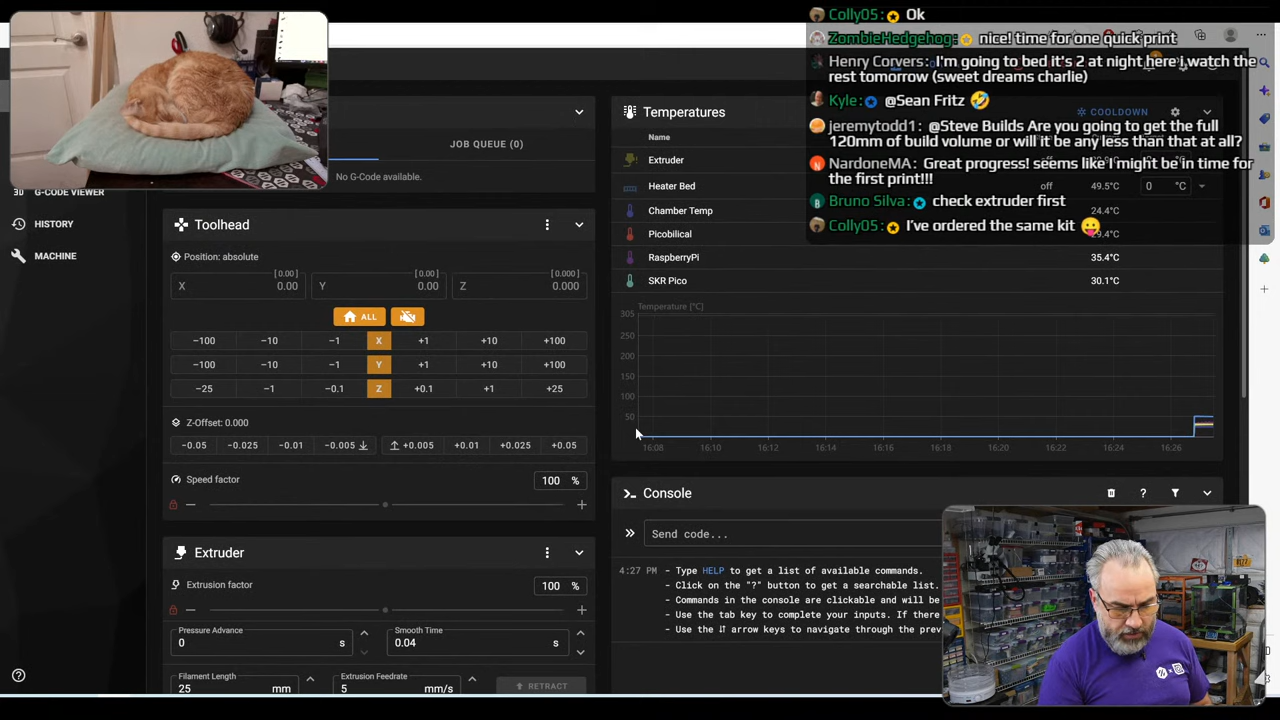 Colly05: Ok
ZombieHedgehog: nice! time for one quick print
Henry Corvers: I'm going to bed it's 2 at night here i watch the
rest tomorrow (sweet dreams charlie)
Kyle: @Sean Fritz 🤣
jeremytodd1: @Steve Builds Are you going to get the full
120mm of build volume or will it be any less than that at all?
NardoneMA: Great progress! seems like I might be in time for
the first print!!!
Bruno Silva: check extruder first
Colly05: I've ordered the same kit 😛
JOB QUEUE (0)
No G-Code available.
G-CODE VIEWER
HISTORY
MACHINE
Toolhead
Position: absolute
[0.00] [0.00] [0.000]
X 0.00 Y 0.00 Z 0.000
ALL
−100 −10 −1 X +1 +10 +100
−100 −10 −1 Y +1 +10 +100
−25 −1 −0.1 Z +0.1 +1 +25
Z-Offset: 0.000
−0.05 −0.025 −0.01 −0.005 +0.005 +0.01 +0.025 +0.05
Speed factor 100 %
Extruder
Extrusion factor 100 %
Pressure Advance Smooth Time
0 s 0.04 s
Filament Length Extrusion Feedrate
25 mm 5 mm/s RETRACT
Temperatures COOLDOWN
Name
Extruder
Heater Bed off 49.5°C 0 °C
Chamber Temp 24.4°C
Picobilical
RaspberryPi 35.4°C
SKR Pico 30.1°C
Temperature [°C]
305
250
200
150
100
50
16:08 16:10 16:12 16:14 16:16 16:18 16:20 16:22 16:24 16:26
Console
Send code...
4:27 PM - Type HELP to get a list of available commands.
- Click on the "?" button to get a searchable list.
- Commands in the console are clickable and will be
- Use the tab key to complete your inputs. If there
- Use the ↓↑ arrow keys to navigate through the prev